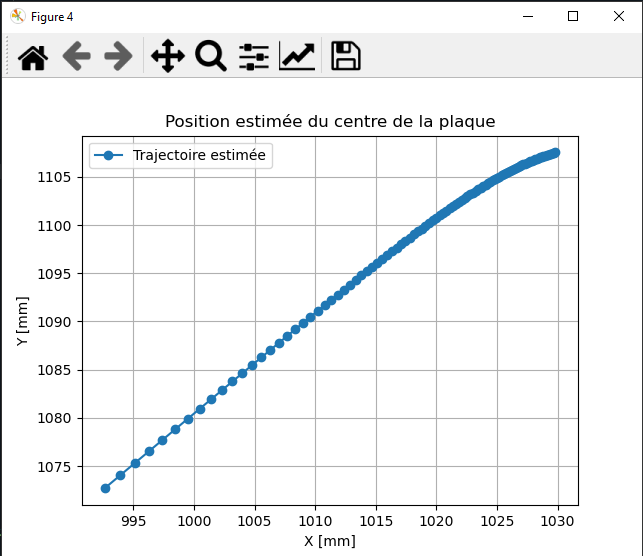 Figure 4
Position estimée du centre de la plaque
Trajectoire estimée
1105
1100
1095
1090
1085
1080
1075
Y [mm]
995 1000 1005 1010 1015 1020 1025 1030
X [mm]